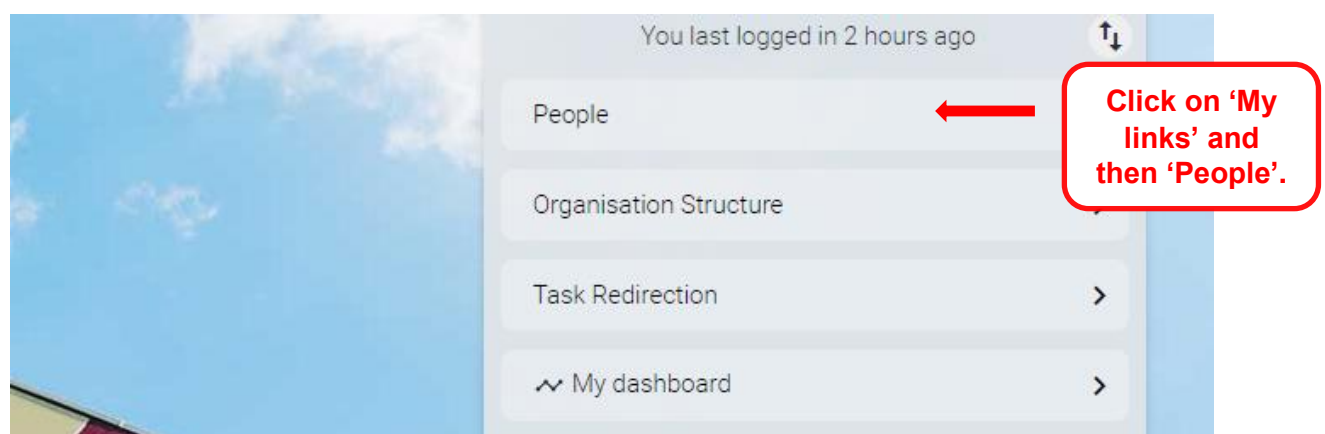 You last logged in 2 hours ago
People
Click on ‘My
links’ and
then ‘People’.
Organisation Structure
Task Redirection
My dashboard